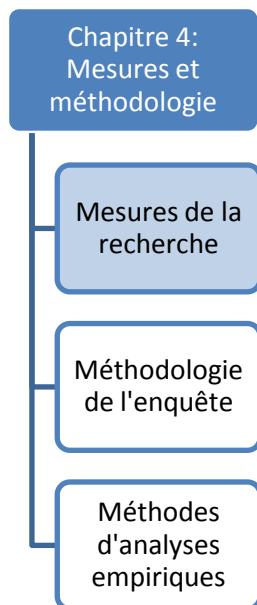 Chapitre 4:
Mesures et
méthodologie
Mesures de la
recherche
Méthodologie
de l'enquête
Méthodes
d'analyses
empiriques